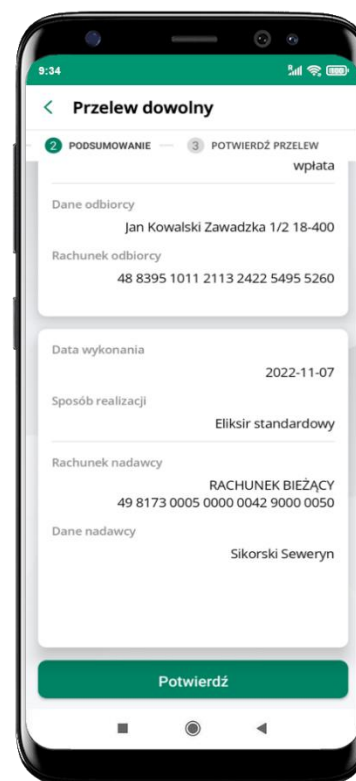 9:34
Przelew dowolny
2 PODSUMOWANIE 3 POTWIERDŹ PRZELEW
wpłata
Dane odbiorcy
Jan Kowalski Zawadzka 1/2 18-400
Rachunek odbiorcy
48 8395 1011 2113 2422 5495 5260
Data wykonania
2022-11-07
Sposób realizacji
Eliksir standardowy
Rachunek nadawcy
RACHUNEK BIEŻĄCY
49 8173 0005 0000 0042 9000 0050
Dane nadawcy
Sikorski Seweryn
Potwierdź